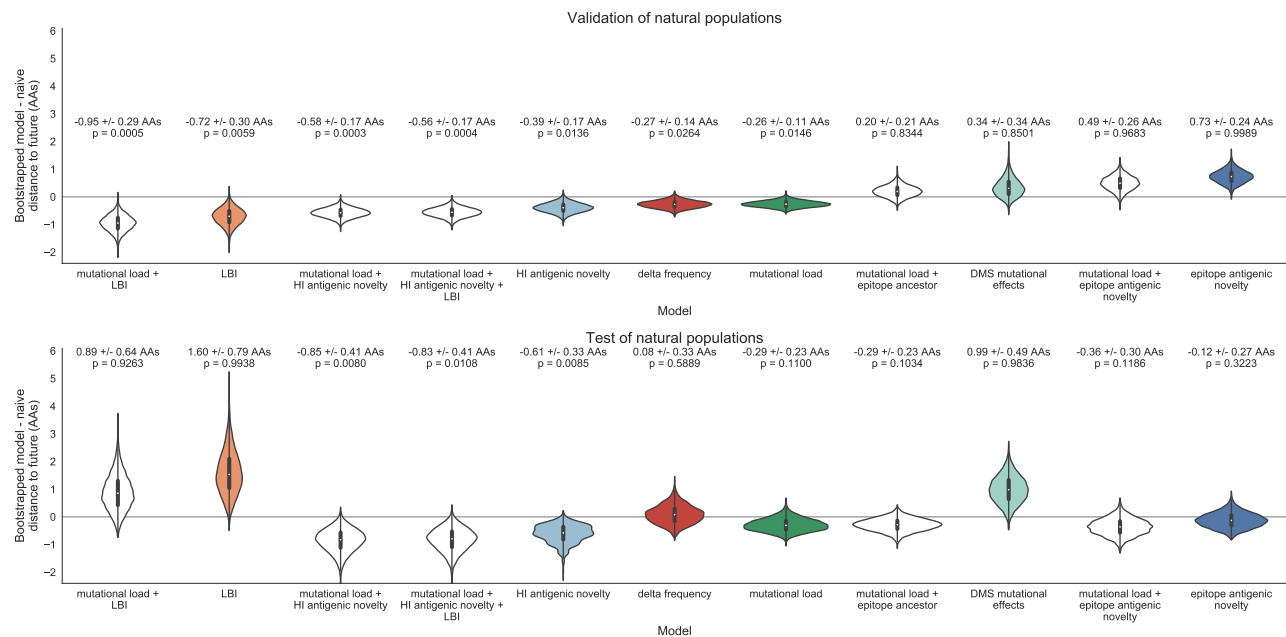 Validation of natural populations
Bootstrapped model - naive
distance to future (AAs)
6
5
4
3
2
1
0
−1
−2
-0.95 +/- 0.29 AAs
p = 0.0005
-0.72 +/- 0.30 AAs
p = 0.0059
-0.58 +/- 0.17 AAs
p = 0.0003
-0.56 +/- 0.17 AAs
p = 0.0004
-0.39 +/- 0.17 AAs
p = 0.0136
-0.27 +/- 0.14 AAs
p = 0.0264
-0.26 +/- 0.11 AAs
p = 0.0146
0.20 +/- 0.21 AAs
p = 0.8344
0.34 +/- 0.34 AAs
p = 0.8501
0.49 +/- 0.26 AAs
p = 0.9683
0.73 +/- 0.24 AAs
p = 0.9989
mutational load +
LBI
LBI
mutational load +
HI antigenic novelty
mutational load +
HI antigenic novelty +
LBI
HI antigenic novelty
delta frequency
mutational load
mutational load +
epitope ancestor
DMS mutational
effects
mutational load +
epitope antigenic
novelty
epitope antigenic
novelty
Model
Test of natural populations
Bootstrapped model - naive
distance to future (AAs)
6
5
4
3
2
1
0
−1
−2
0.89 +/- 0.64 AAs
p = 0.9263
1.60 +/- 0.79 AAs
p = 0.9938
-0.85 +/- 0.41 AAs
p = 0.0080
-0.83 +/- 0.41 AAs
p = 0.0108
-0.61 +/- 0.33 AAs
p = 0.0085
0.08 +/- 0.33 AAs
p = 0.5889
-0.29 +/- 0.23 AAs
p = 0.1100
-0.29 +/- 0.23 AAs
p = 0.1034
0.99 +/- 0.49 AAs
p = 0.9836
-0.36 +/- 0.30 AAs
p = 0.1186
-0.12 +/- 0.27 AAs
p = 0.3223
mutational load +
LBI
LBI
mutational load +
HI antigenic novelty
mutational load +
HI antigenic novelty +
LBI
HI antigenic novelty
delta frequency
mutational load
mutational load +
epitope ancestor
DMS mutational
effects
mutational load +
epitope antigenic
novelty
epitope antigenic
novelty
Model